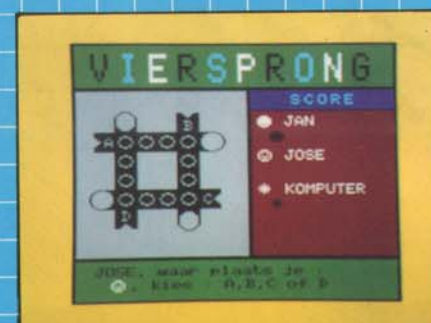 VIERSPRONG
SCORE
JAN
JOSE
KOMPUTER
B
A
C
D
JOSE, waar plaats je :
, kies : A,B,C of D